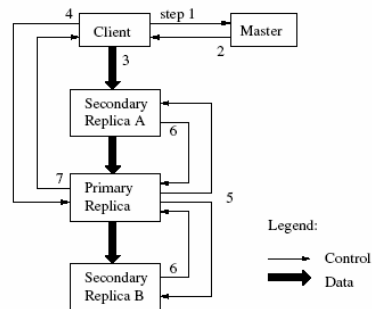 4
step 1
Client
Master
2
3
Secondary
Replica A
6
7
Primary
Replica
5
Legend:
Control
6
Secondary
Replica B
Data